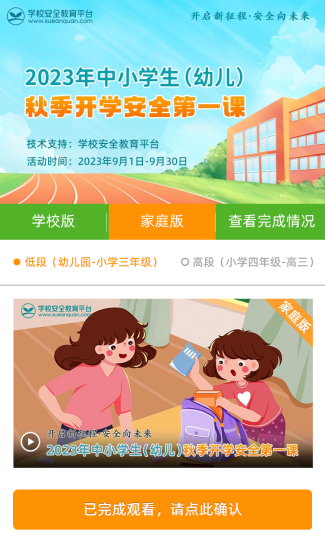 学校安全教育平台
www.xueanquan.com
开启新征程·安全向未来
2023年中小学生（幼儿）
秋季开学安全第一课
技术支持：学校安全教育平台
活动时间：2023年9月1日-9月30日
学校版 家庭版 查看完成情况
低段（幼儿园-小学三年级） 高段（小学四年级-高三）
学校安全教育平台
www.xueanquan.com
家庭版
开启新征程·安全向未来
2023年中小学生（幼儿）秋季开学安全第一课
已完成观看，请点此确认